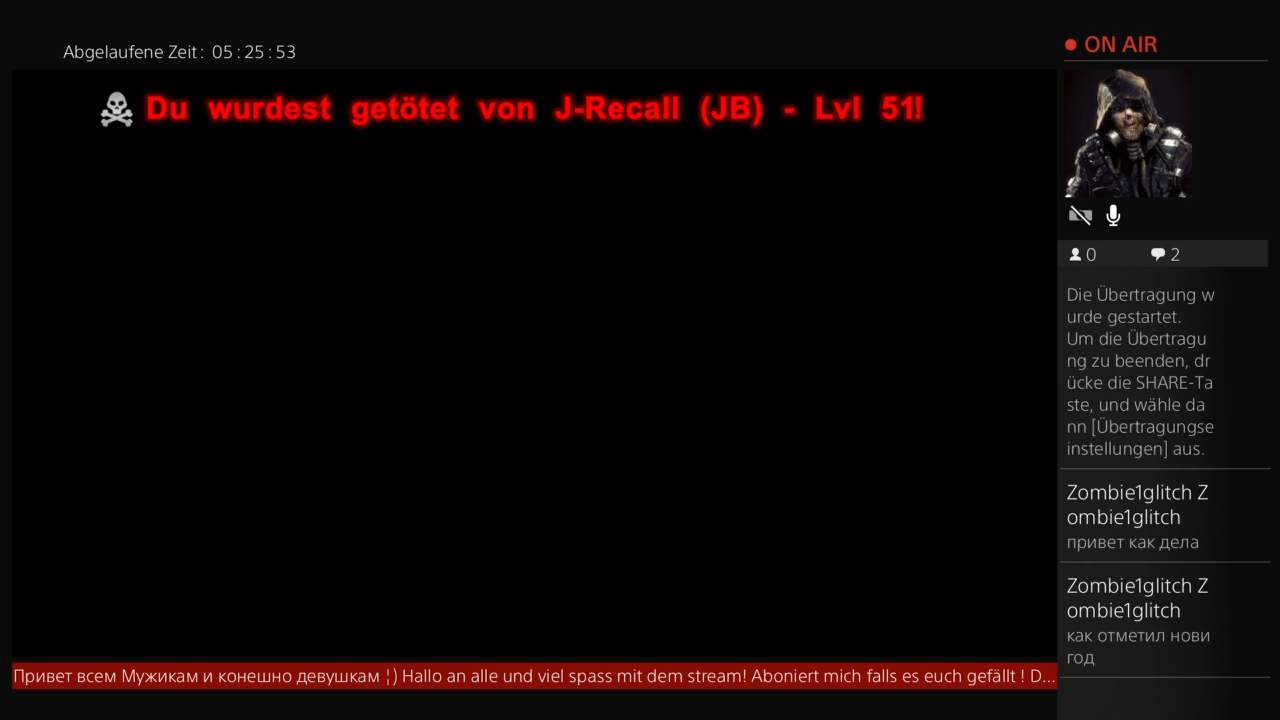 Abgelaufene Zeit: 05:25:53
ON AIR
Du wurdest getötet von J-Recall (JB) - Lvl 51!
0 2
Die Übertragung w
urde gestartet.
Um die Übertragu
ng zu beenden, dr
ücke die SHARE-Ta
ste, und wähle da
nn [Übertragungse
instellungen] aus.
Zombie1glitch Z
ombie1glitch
привет как дела
Zombie1glitch Z
ombie1glitch
как отметил нови
год
Привет всем Мужикам и конешно девушкам ¦) Hallo an alle und viel spass mit dem stream! Aboniert mich falls es euch gefällt ! D...